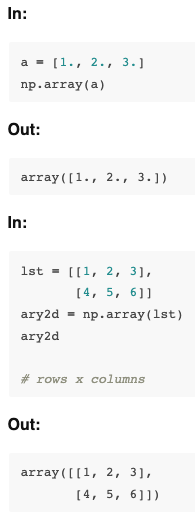 In:
a = [1., 2., 3.]
np.array(a)
Out:
array([1., 2., 3.])
In:
lst = [[1, 2, 3],
       [4, 5, 6]]
ary2d = np.array(lst)
ary2d
# rows x columns
Out:
array([[1, 2, 3],
       [4, 5, 6]])